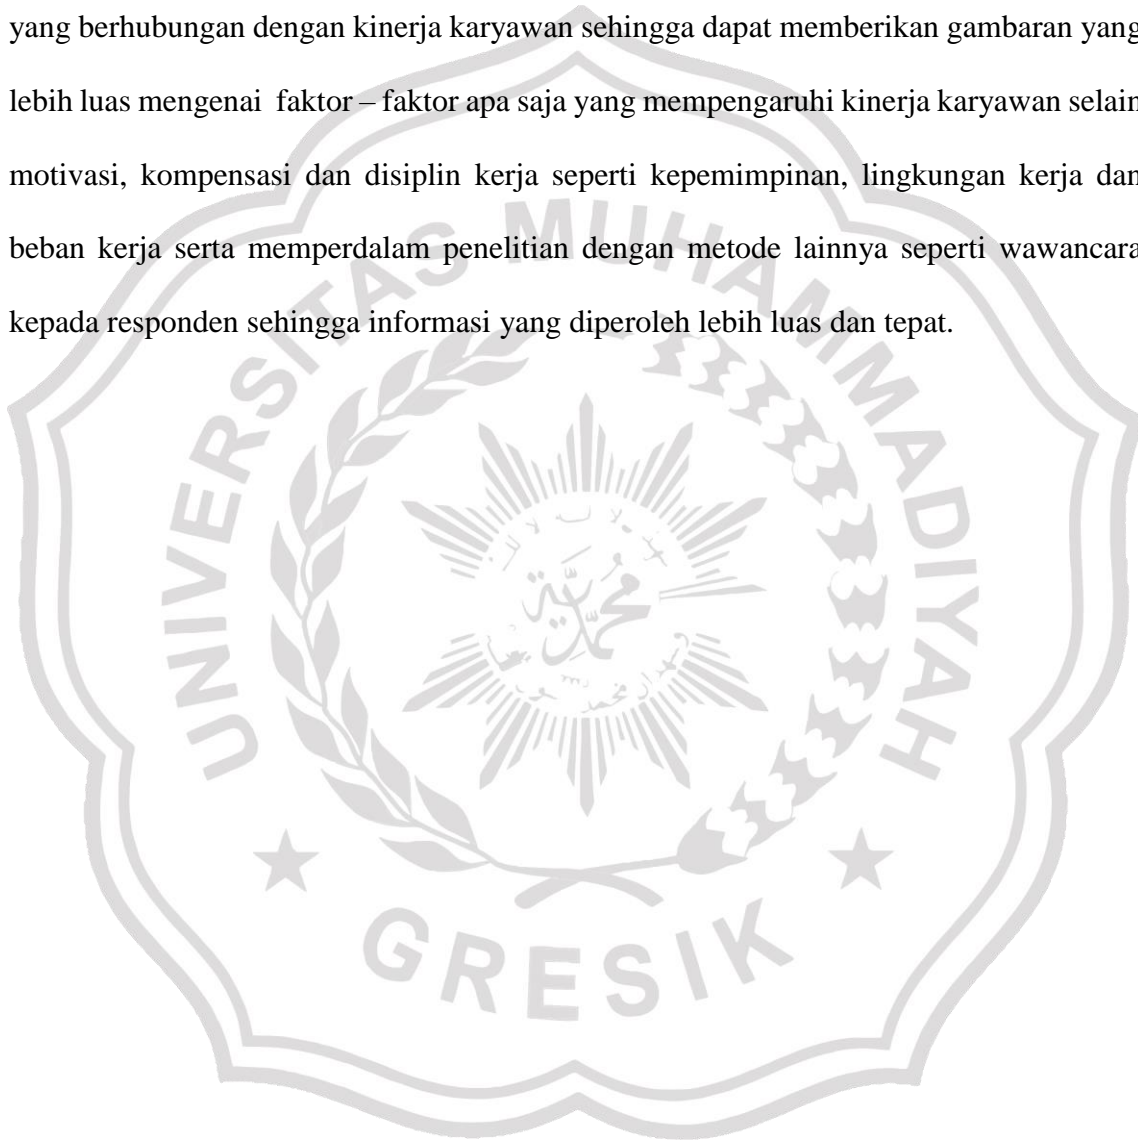 yang berhubungan dengan kinerja karyawan sehingga dapat memberikan gambaran yang
lebih luas mengenai  faktor – faktor apa saja yang mempengaruhi kinerja karyawan selain
motivasi, kompensasi dan disiplin kerja seperti kepemimpinan, lingkungan kerja dan
beban kerja serta memperdalam penelitian dengan metode lainnya seperti wawancara
kepada responden sehingga informasi yang diperoleh lebih luas dan tepat.
UNIVERSITAS MUHAMMADIYAH
محمدية
GRESIK